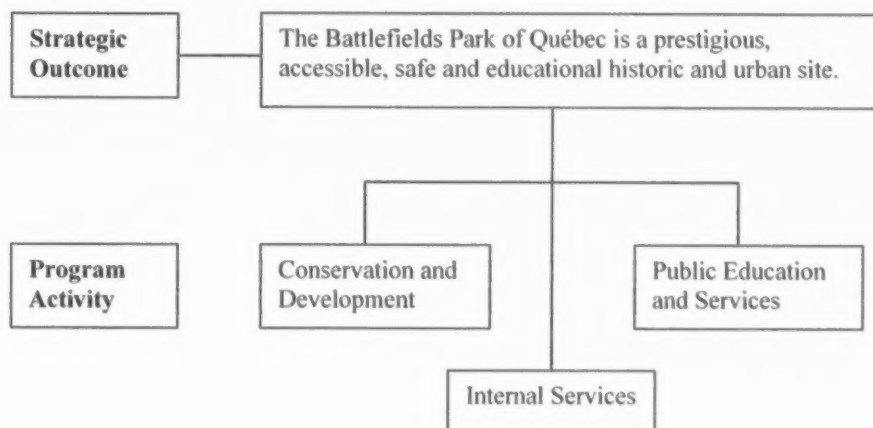 Strategic
Outcome
The Battlefields Park of Québec is a prestigious,
accessible, safe and educational historic and urban site.
Program
Activity
Conservation and
Development
Public Education
and Services
Internal Services